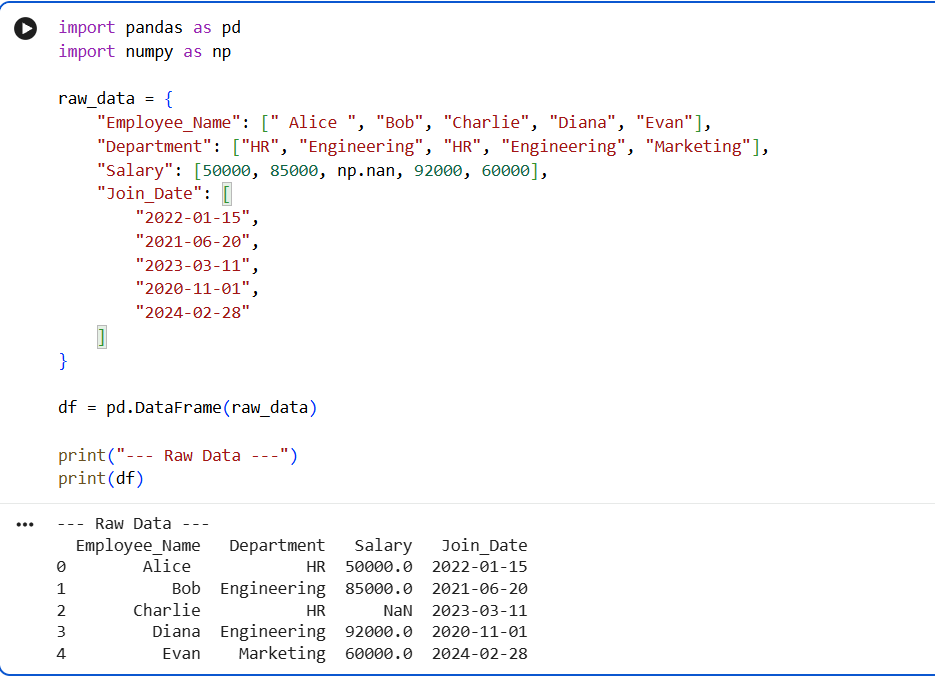 import pandas as pd
import numpy as np

raw_data = {
    "Employee_Name": [" Alice ", "Bob", "Charlie", "Diana", "Evan"],
    "Department": ["HR", "Engineering", "HR", "Engineering", "Marketing"],
    "Salary": [50000, 85000, np.nan, 92000, 60000],
    "Join_Date": [
        "2022-01-15",
        "2021-06-20",
        "2023-03-11",
        "2020-11-01",
        "2024-02-28"
    ]
}

df = pd.DataFrame(raw_data)

print("--- Raw Data ---")
print(df)

--- Raw Data ---
  Employee_Name   Department   Salary   Join_Date
0        Alice            HR  50000.0  2022-01-15
1           Bob  Engineering  85000.0  2021-06-20
2       Charlie           HR      NaN  2023-03-11
3         Diana  Engineering  92000.0  2020-11-01
4          Evan    Marketing  60000.0  2024-02-28